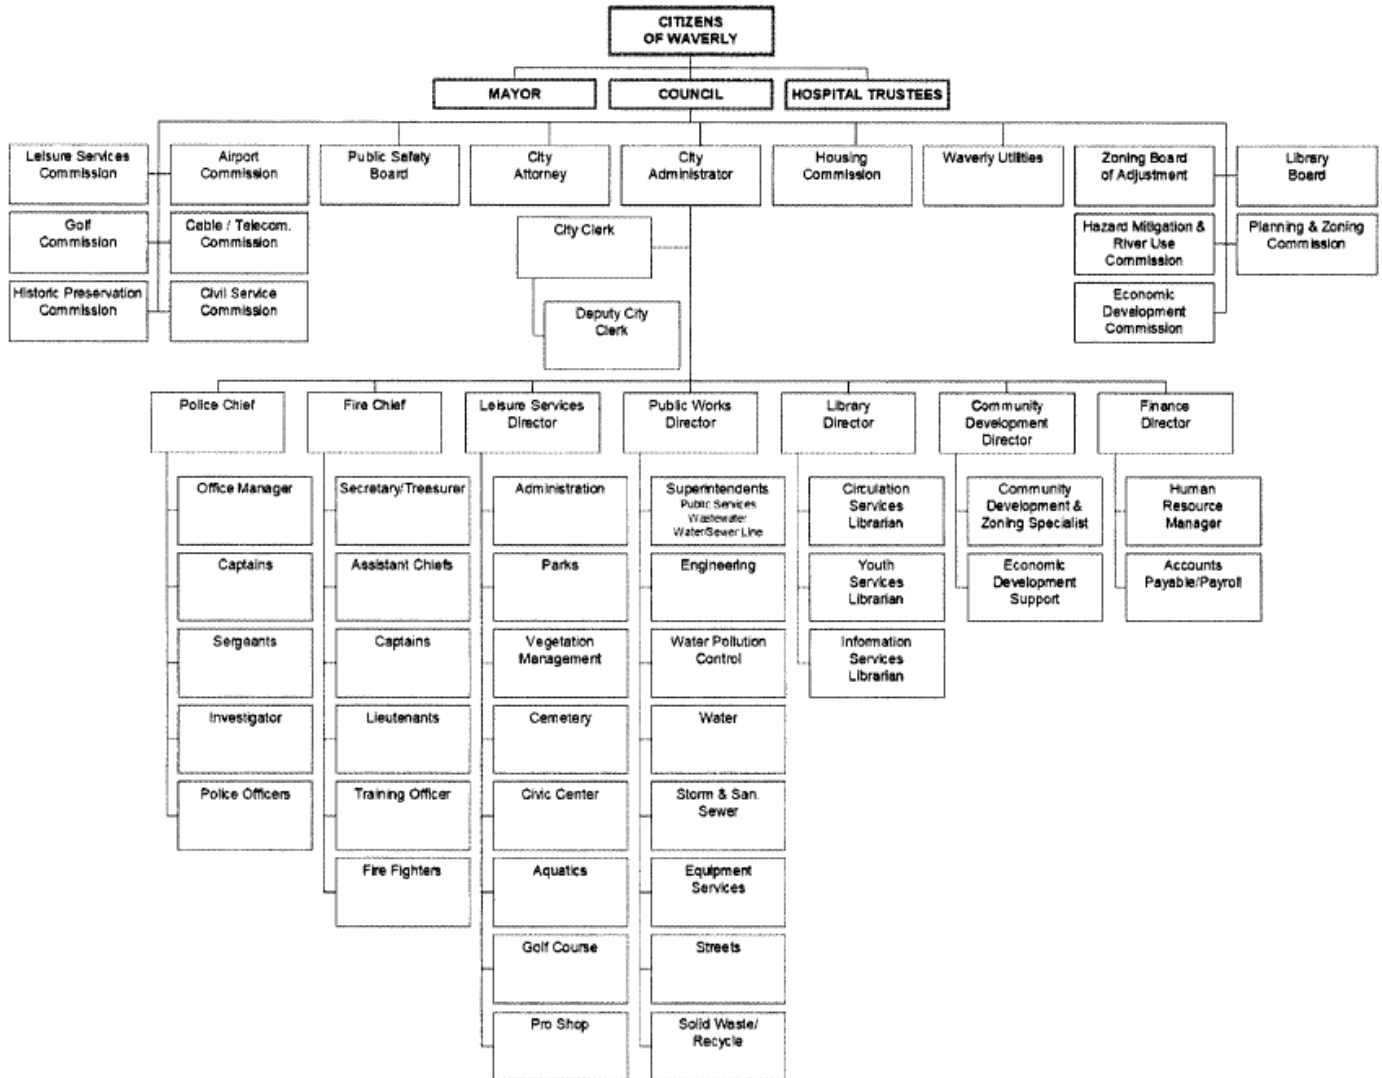 CITIZENS
OF WAVERLY
MAYOR
COUNCIL
HOSPITAL TRUSTEES
Leisure Services
Commission
Airport
Commission
Public Safety
Board
City
Attorney
City
Administrator
Housing
Commission
Waverly Utilities
Zoning Board
of Adjustment
Library
Board
Golf
Commission
Cable / Telecom.
Commission
City Clerk
Hazard Mitigation &
River Use
Commission
Planning & Zoning
Commission
Historic Preservation
Commission
Civil Service
Commission
Deputy City
Clerk
Economic
Development
Commission
Police Chief
Fire Chief
Leisure Services
Director
Public Works
Director
Library
Director
Community
Development
Director
Finance
Director
Office Manager
Secretary/Treasurer
Administration
Superintendents
Public Services
Wastewater
Water/Sewer Line
Circulation
Services
Librarian
Community
Development &
Zoning Specialist
Human
Resource
Manager
Captains
Assistant Chiefs
Parks
Engineering
Youth
Services
Librarian
Economic
Development
Support
Accounts
Payable/Payroll
Sergeants
Captains
Vegetation
Management
Water Pollution
Control
Information
Services
Librarian
Investigator
Lieutenants
Cemetery
Water
Police Officers
Training Officer
Civic Center
Storm & San.
Sewer
Fire Fighters
Aquatics
Equipment
Services
Golf Course
Streets
Pro Shop
Solid Waste/
Recycle